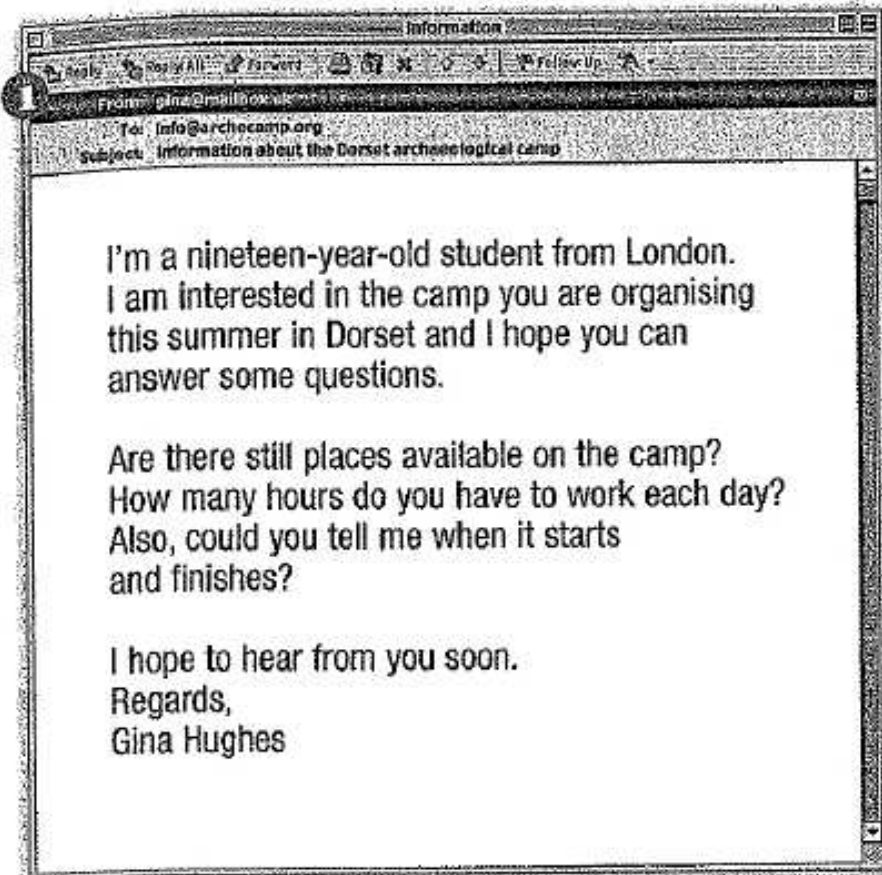 Information
Reply Reply All Forward Follow Up
1
From: gina@mailbox.uk
To: info@archecamp.org
Subject: Information about the Dorset archaeological camp
I'm a nineteen-year-old student from London.
I am interested in the camp you are organising
this summer in Dorset and I hope you can
answer some questions.
Are there still places available on the camp?
How many hours do you have to work each day?
Also, could you tell me when it starts
and finishes?
I hope to hear from you soon.
Regards,
Gina Hughes